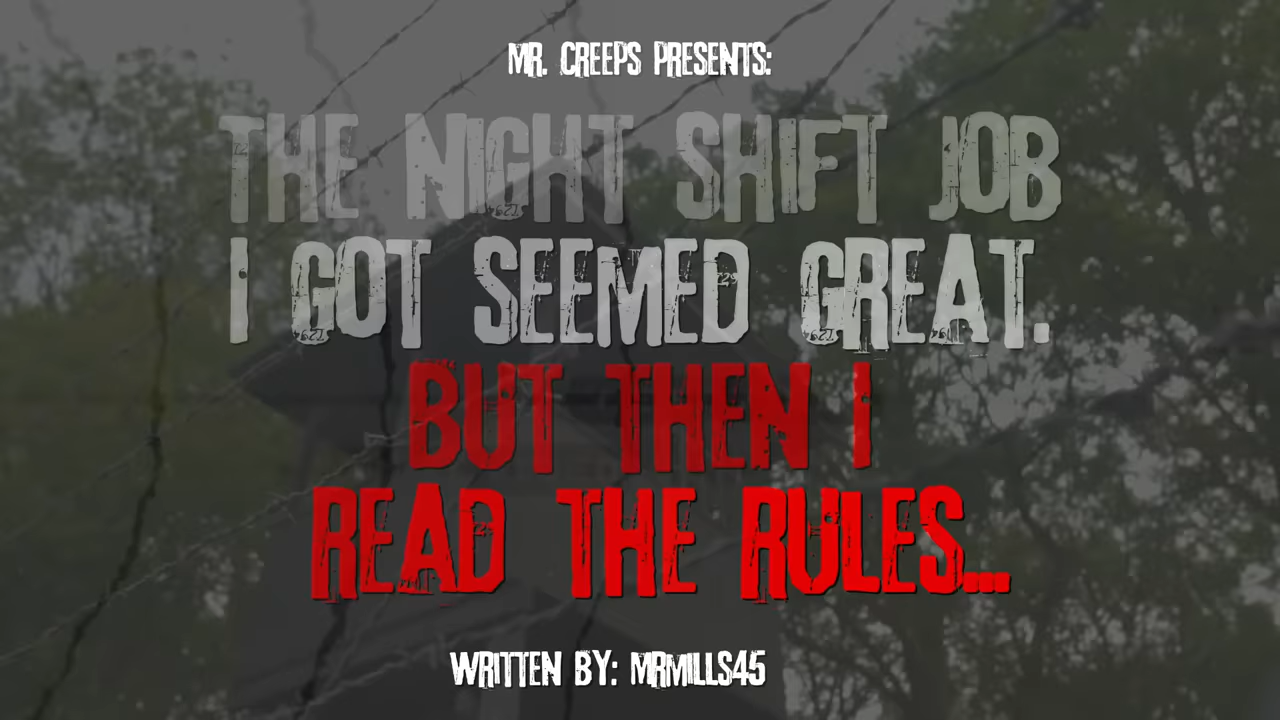 MR. CREEPS PRESENTS:
THE NIGHT SHIFT JOB
I GOT SEEMED GREAT.
BUT THEN I
READ THE RULES...
WRITTEN BY: MRMILLS45